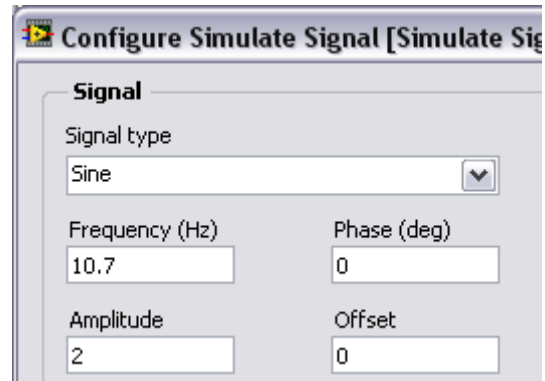 Configure Simulate Signal [Simulate Sig
Signal
Signal type
Sine
Frequency (Hz) Phase (deg)
10.7 0
Amplitude Offset
2 0